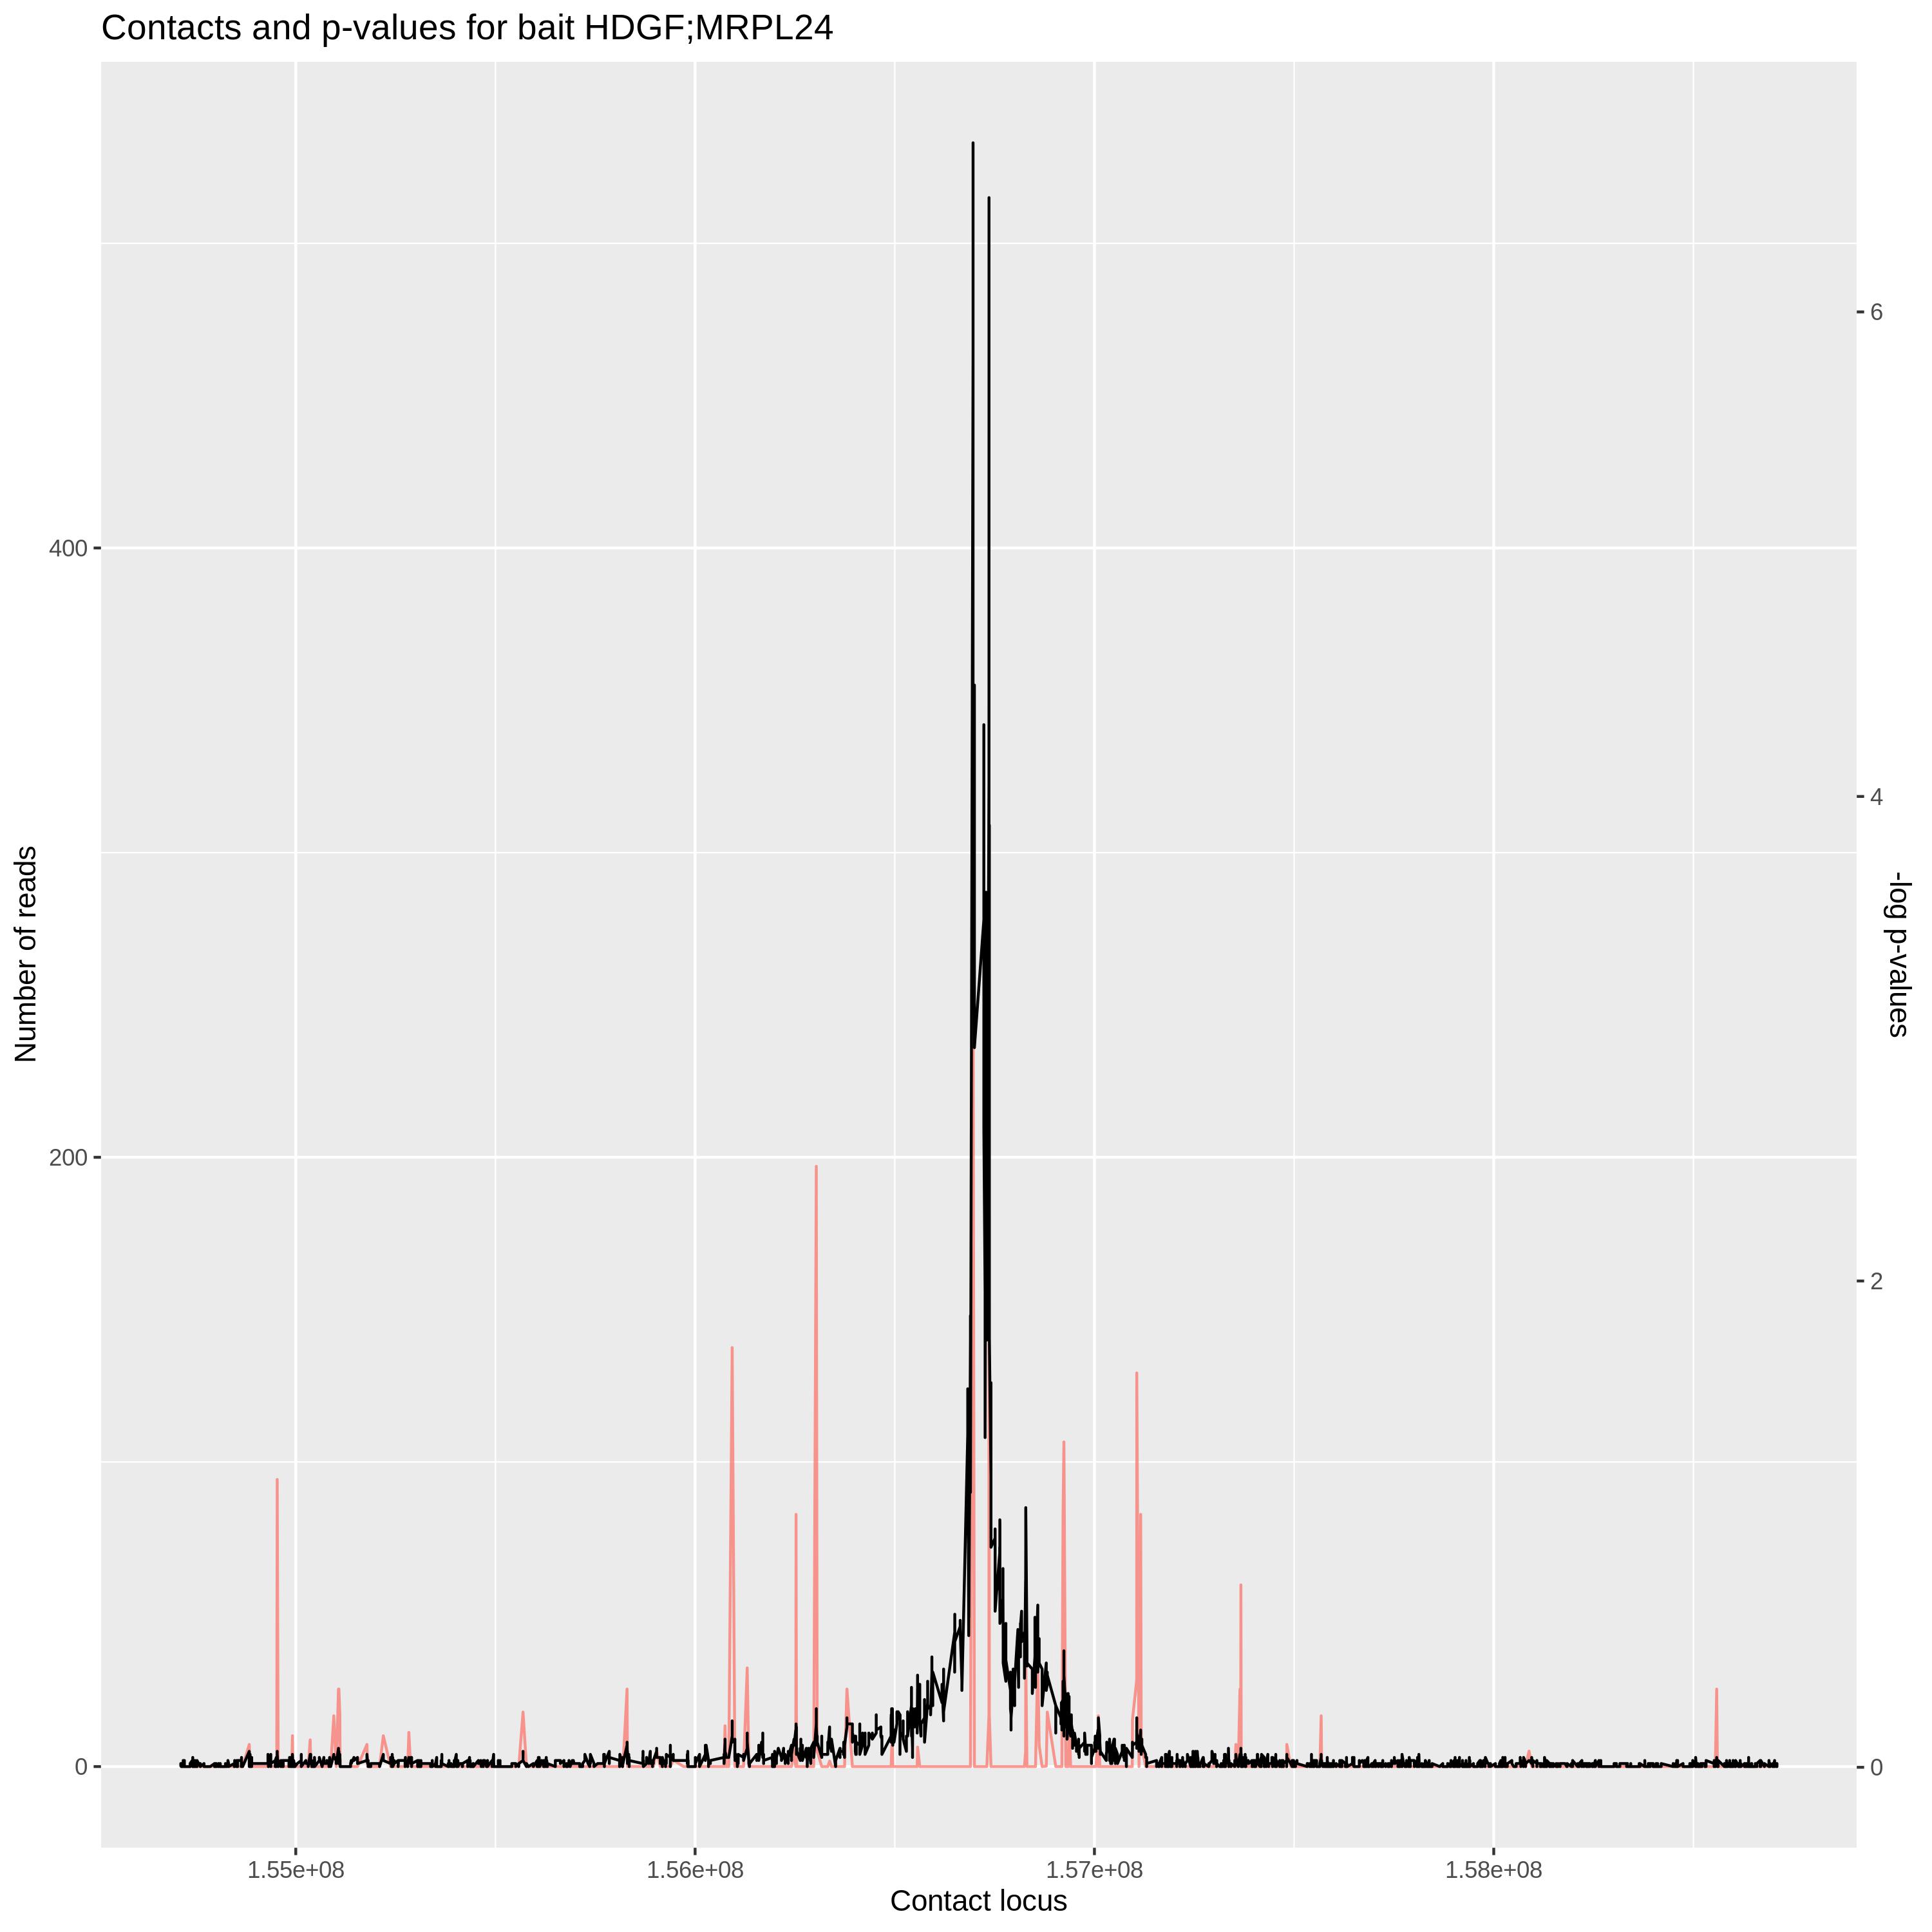 Contacts and p-values for bait HDGF;MRPL24
400
200
0
Number of reads
6
4
2
0
-log p-values
1.55e+08
1.56e+08
1.57e+08
1.58e+08
Contact locus